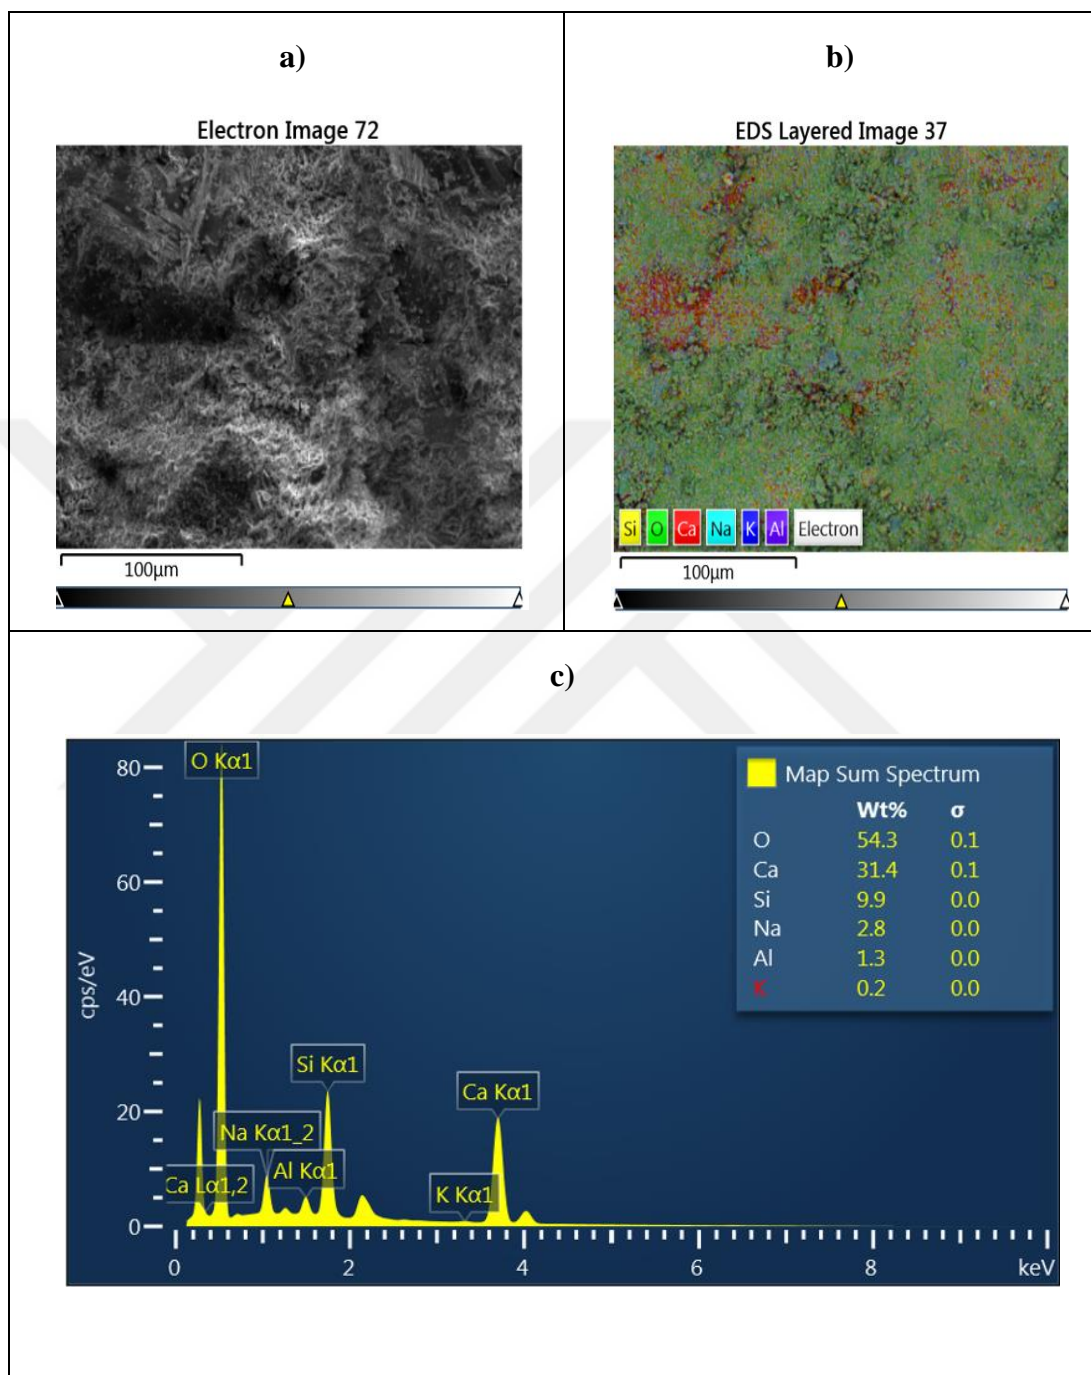 a)
b)
Electron Image 72
EDS Layered Image 37
Si O Ca Na K Al Electron
100µm
100µm
c)
80
60
40
20
0
cps/eV
O Kα1
Si Kα1
Ca Kα1
Na Kα1_2
Al Kα1
Ca Lα1,2
K Kα1
Map Sum Spectrum
Wt% σ
O 54.3 0.1
Ca 31.4 0.1
Si 9.9 0.0
Na 2.8 0.0
Al 1.3 0.0
K 0.2 0.0
0 2 4 6 8 keV